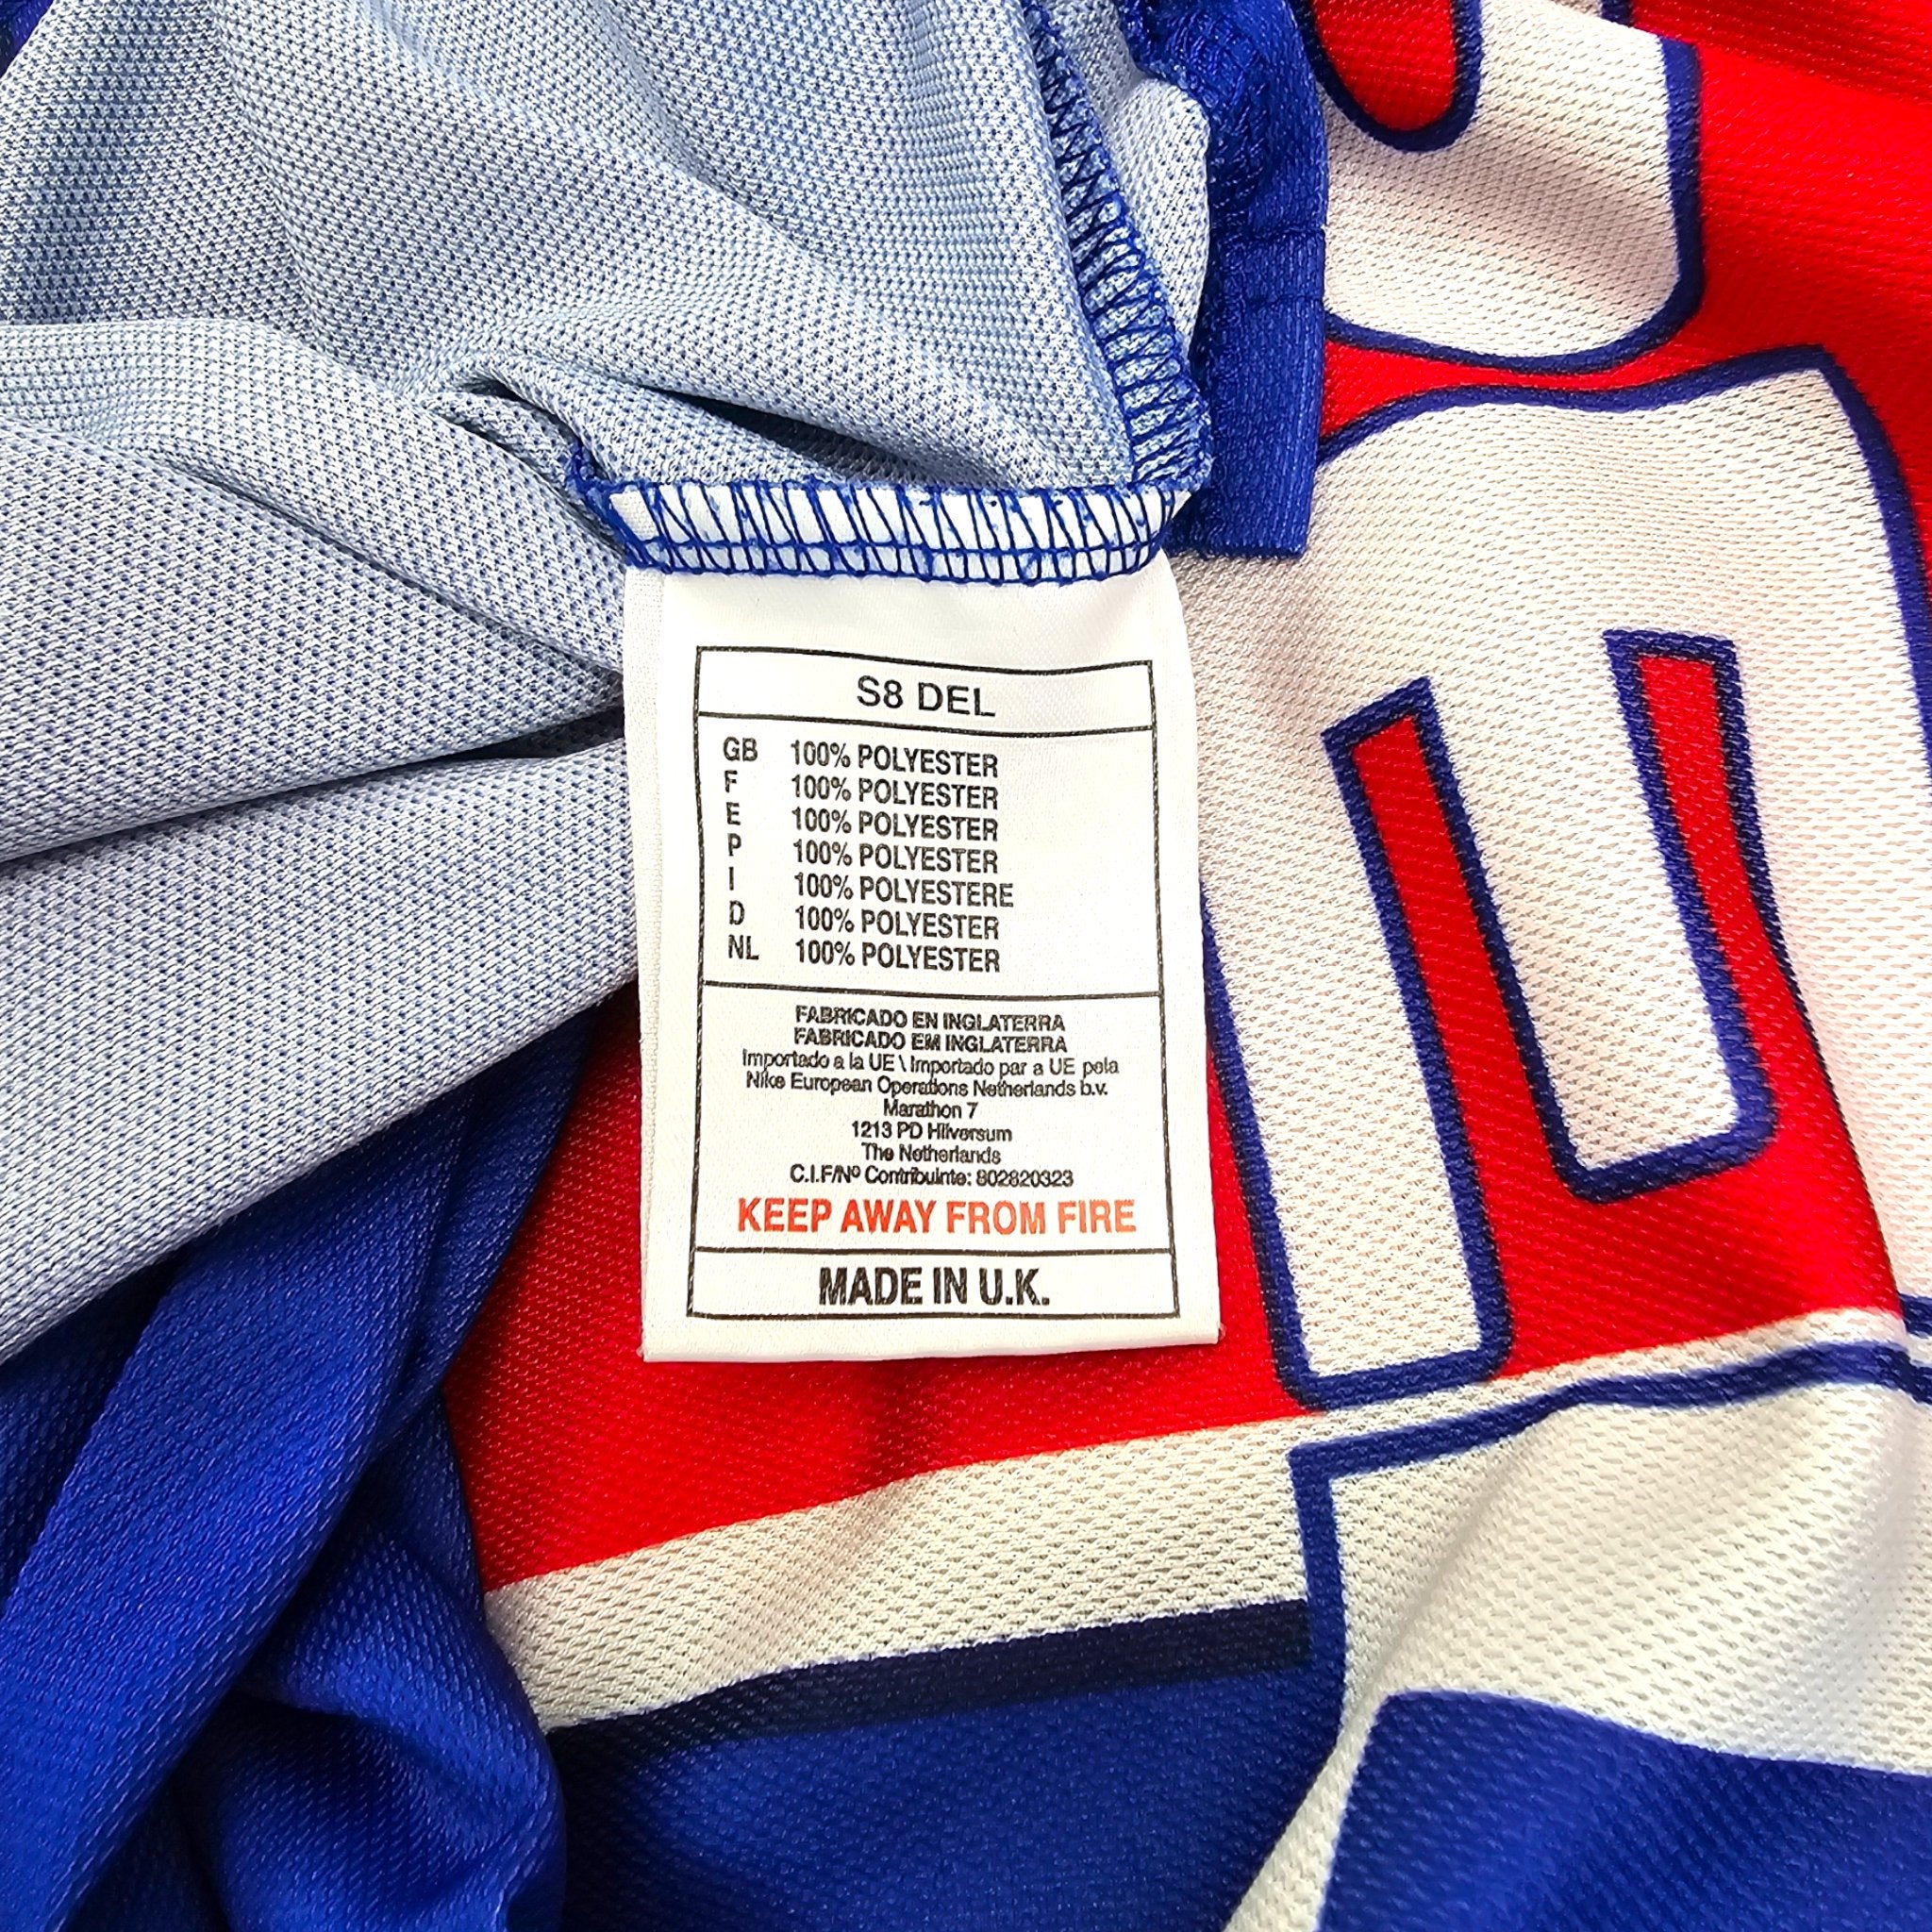 S8 DEL
GB 100% POLYESTER
F 100% POLYESTER
E 100% POLYESTER
P 100% POLYESTER
I 100% POLYESTERE
D 100% POLYESTER
NL 100% POLYESTER
FABRICADO EN INGLATERRA
FABRICADO EM INGLATERRA
Importado a la UE \ Importado par a UE pela
Nike European Operations Netherlands b.v.
Marathon 7
1213 PD Hilversum
The Netherlands
C.I.F/Nº Contribuinte: 802820323
KEEP AWAY FROM FIRE
MADE IN U.K.